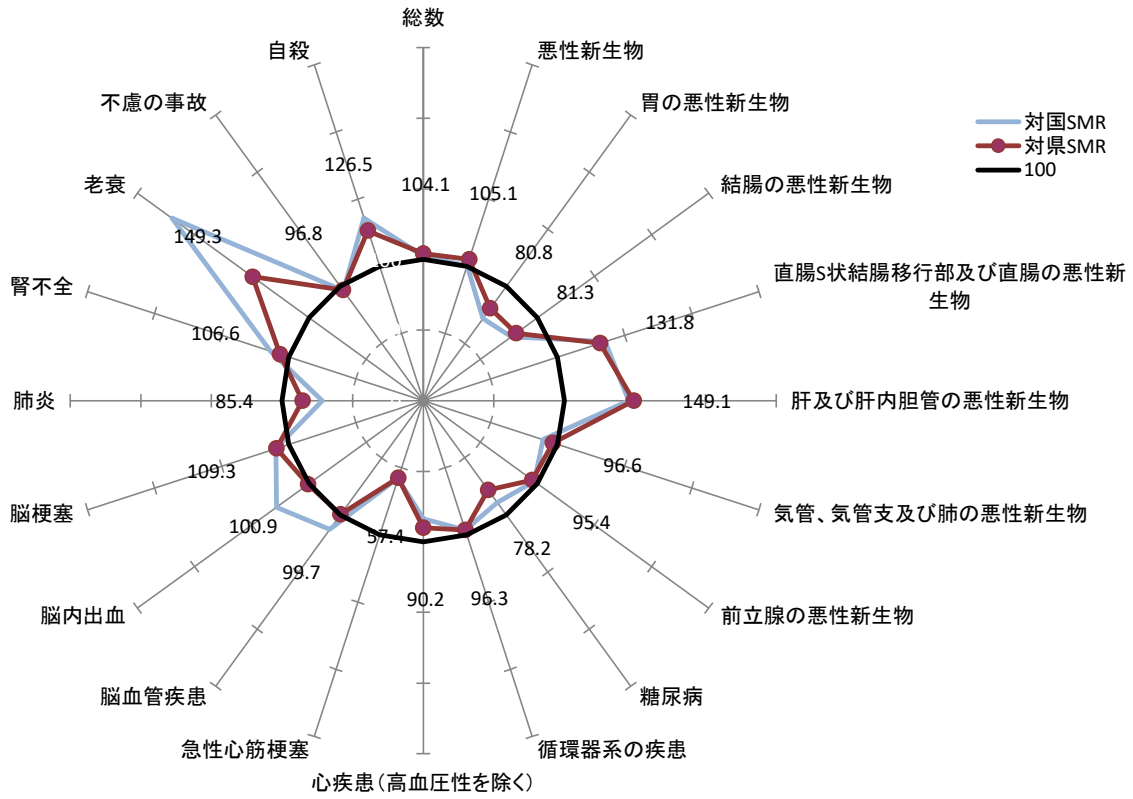 総数
悪性新生物
胃の悪性新生物
結腸の悪性新生物
直腸S状結腸移行部及び直腸の悪性新
生物
肝及び肝内胆管の悪性新生物
気管、気管支及び肺の悪性新生物
前立腺の悪性新生物
糖尿病
循環器系の疾患
心疾患（高血圧性を除く）
急性心筋梗塞
脳血管疾患
脳内出血
脳梗塞
肺炎
腎不全
老衰
不慮の事故
自殺
104.1
105.1
80.8
81.3
131.8
149.1
96.6
95.4
78.2
96.3
90.2
57.4
99.7
100.9
109.3
85.4
106.6
149.3
96.8
126.5
対国SMR
対県SMR
100